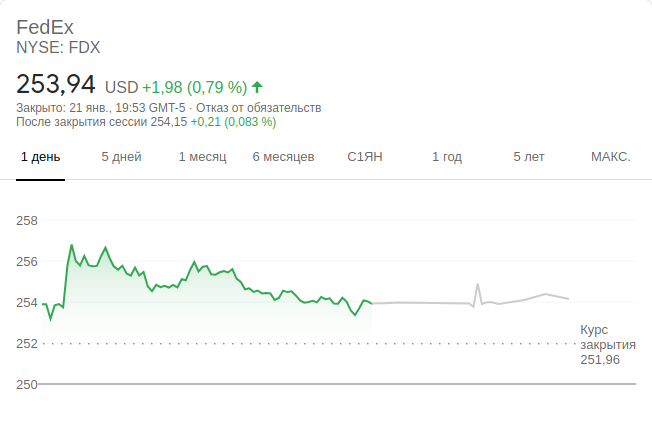 FedEx
NYSE: FDX
253,94 USD +1,98 (0,79 %)
Закрыто: 21 янв., 19:53 GMT-5 · Отказ от обязательств
После закрытия сессии 254,15 +0,21 (0,083 %)
1 день 5 дней 1 месяц 6 месяцев С1ЯН 1 год 5 лет МАКС.
258
256
254
252
250
Курс
закрытия
251,96